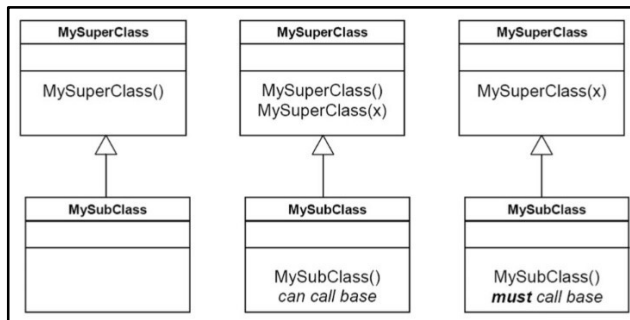 MySuperClass
MySuperClass()
MySubClass
MySuperClass
MySuperClass()
MySuperClass(x)
MySubClass
MySubClass()
can call base
MySuperClass
MySuperClass(x)
MySubClass
MySubClass()
must call base